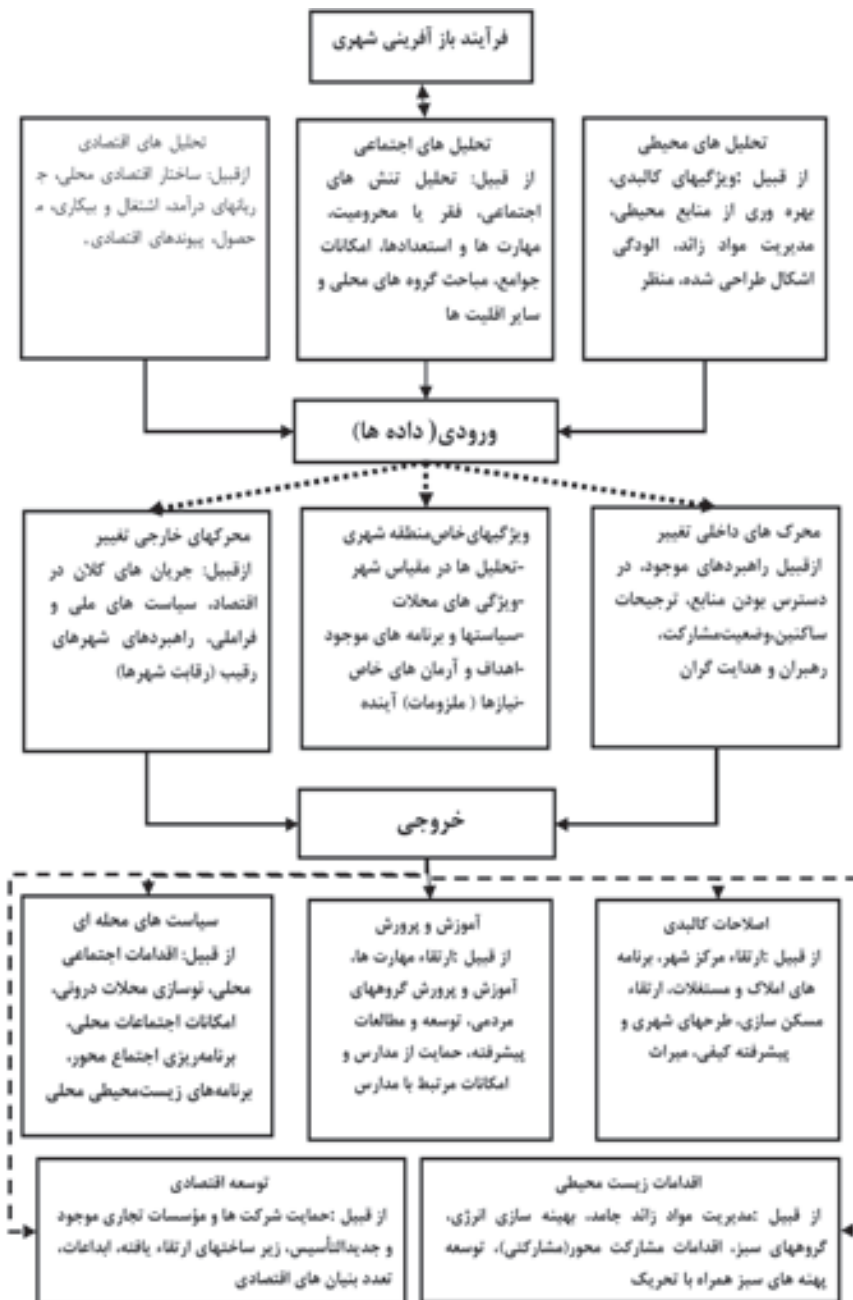 فرآیند باز آفرینی شهری
تحلیل های محیطی
از قبیل :ویژگیهای کالبدی،
بهره وری از منابع محیطی،
مدیریت مواد زائد، الودگی
اشکال طراحی شده، منظر
تحلیل های اجتماعی
از قبیل: تحلیل تنش های
اجتماعی، فقر یا محرومیت،
مهارت ها و استعدادها، امکانات
جوامع، مباحث گروه های محلی و
سایر اقلیت ها
تحلیل های اقتصادی
ازقبیل: ساختار اقتصادی محلی، ج
ریانهای درآمد، اشتغل و بیکاری، م
حصول، پیوندهای اقتصادی.
ورودی( داده ها)
محرک های داخلی تغییر
ازقبیل راهبردهای موجود، در
دسترس بودن منابع، ترجیحات
ساکنین،وضعیت‌مشارکت،
رهبران و هدایت گران
ویژگیهای خاص‌منطقه شهری
-تحلیل ها در مقیاس شهر
-ویژگی های محلات
-سیاستها و برنامه های موجود
-اهداف و آرمان های خاص
-نیازها ( ملزومات) آینده
محرکهای خارجی تغییر
ازقبیل: جریان های کلان در
اقتصاد، سیاست های ملی و
فراملی، راهبردهای شهرهای
رقیب (رقابت شهرها)
خروجی
اصلاحات کالبدی
از قبیل :ارتقاء مرکز شهر، برنامه
های املاک و مستغلات، ارتقاء
مسکن سازی، طرحهای شهری و
پیشرفته کیفی، میراث
آموزش و پرورش
از قبیل :ارتقاء مهارت ها،
آموزش و پرورش گروههای
مردمی، توسعه و مطالعات
پیشرفته، حمایت از مدارس و
امکانات مرتبط با مدارس
سیاست های محله ای
از قبیل: اقدامات اجتماعی
محلی، نوسازی محلات درونی،
امکانات اجتماعات محلی،
برنامه‌ریزی اجتماع محور،
برنامه‌های زیست‌محیطی محلی
اقدامات زیست محیطی
از قبیل :مدیریت مواد زائد جامد، بهینه سازی انرژی،
گروههای سبز، اقدامات مشارکت محور(مشارکتی)، توسعه
پهنه های سبز همراه با تحریک
توسعه اقتصادی
از قبیل :حمایت شرکت ها و مؤسسات تجاری موجود
و جدیدالتأسیس، زیر ساختهای ارتقاء یافته، ابداعات،
تعدد بنیان های اقتصادی